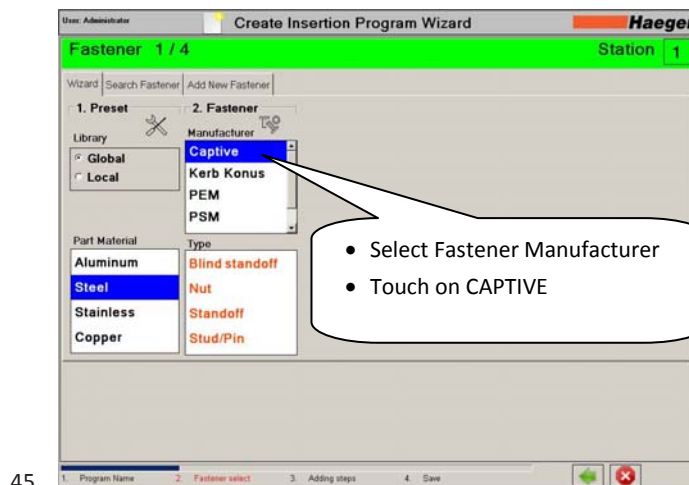 User: Administrator
Create Insertion Program Wizard
Haeger
Fastener 1 / 4
Station 1
Wizard
Search Fastener
Add New Fastener
1. Preset
2. Fastener
Library
Global
Local
Manufacturer
Captive
Kerb Konus
PEM
PSM
Part Material
Aluminum
Steel
Stainless
Copper
Type
Blind standoff
Nut
Standoff
Stud/Pin
• Select Fastener Manufacturer
• Touch on CAPTIVE
45
1. Program Name
2. Fastener select
3. Adding steps
4. Save